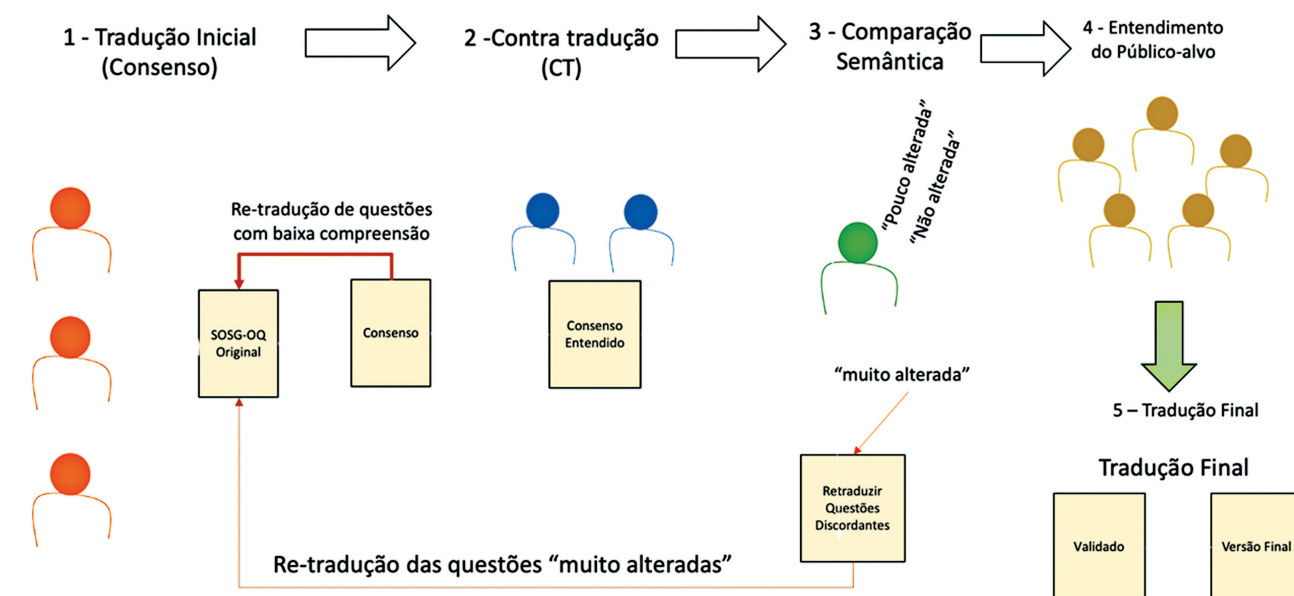 1 - Tradução Inicial
(Consenso)
2 -Contra tradução
(CT)
3 - Comparação
Semântica
4 - Entendimento
do Público-alvo
"Pouco alterada"
"Não alterada"
Re-tradução de questões
com baixa compreensão
SOSG-OQ
Original
Consenso
Consenso
Entendido
"muito alterada"
Retraduzir
Questões
Discordantes
Re-tradução das questões "muito alteradas"
5 – Tradução Final
Tradução Final
Validado
Versão Final